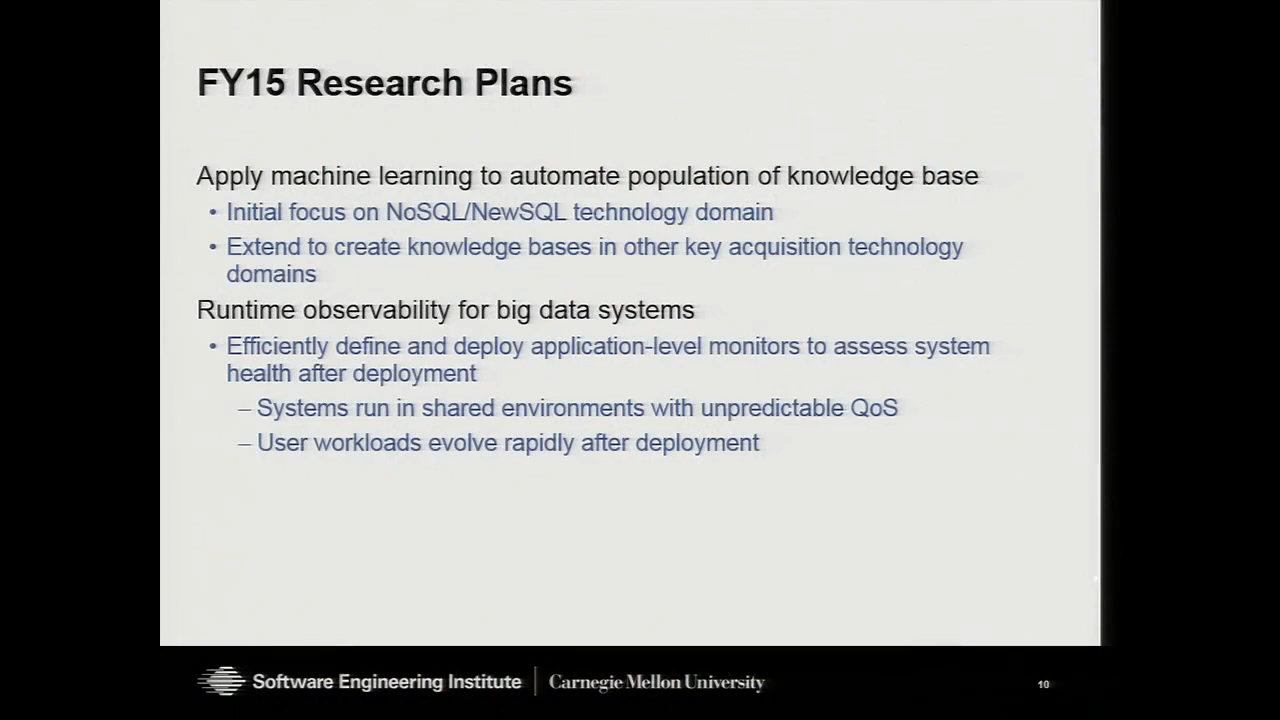 FY15 Research Plans
Apply machine learning to automate population of knowledge base
• Initial focus on NoSQL/NewSQL technology domain
• Extend to create knowledge bases in other key acquisition technology
domains
Runtime observability for big data systems
• Efficiently define and deploy application-level monitors to assess system
health after deployment
– Systems run in shared environments with unpredictable QoS
– User workloads evolve rapidly after deployment
Software Engineering Institute | Carnegie Mellon University
10